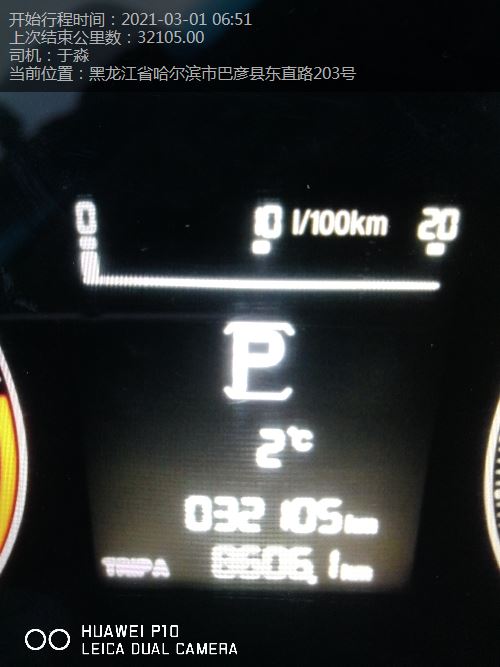 开始行程时间：2021-03-01 06:51
上次结束公里数：32105.00
司机：于淼
当前位置：黑龙江省哈尔滨市巴彦县东直路203号
0 10 l/100km 20
P
2℃
032105km
TRIP A 0606.1km
HUAWEI P10
LEICA DUAL CAMERA